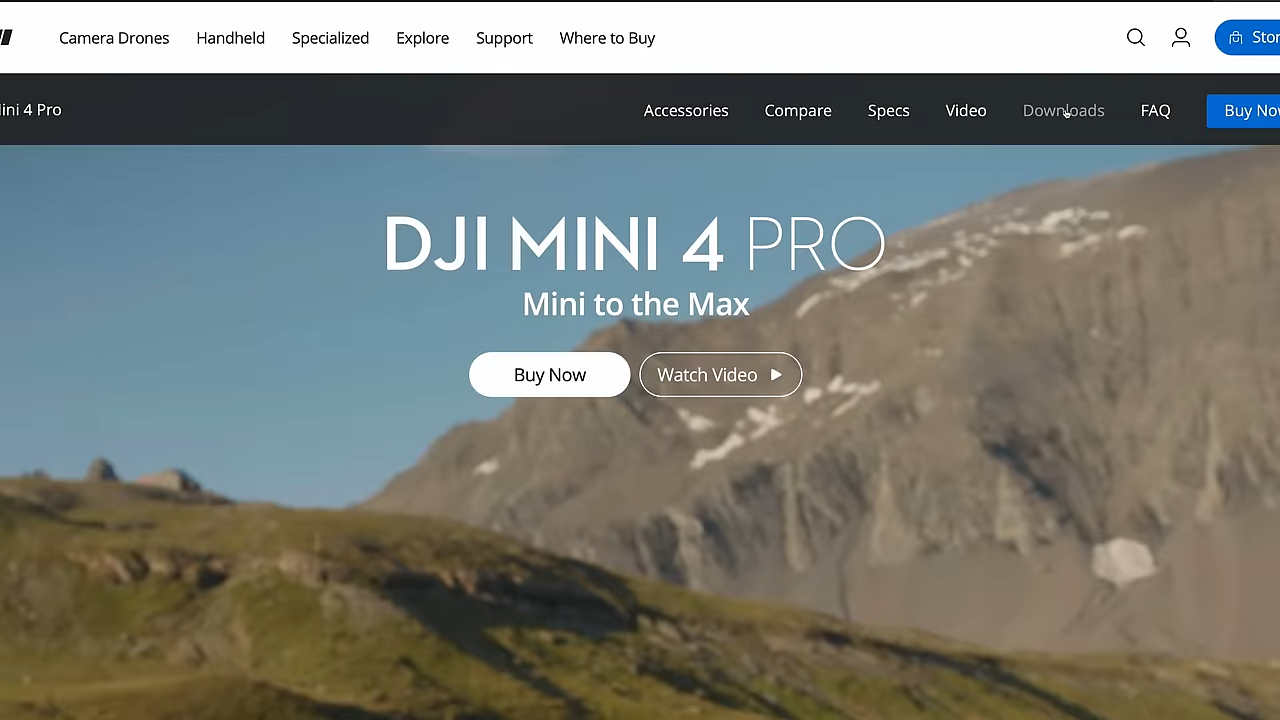 Camera Drones Handheld Specialized Explore Support Where to Buy
ini 4 Pro Accessories Compare Specs Video Downloads FAQ Buy
DJI MINI 4 PRO
Mini to the Max
Buy Now Watch Video